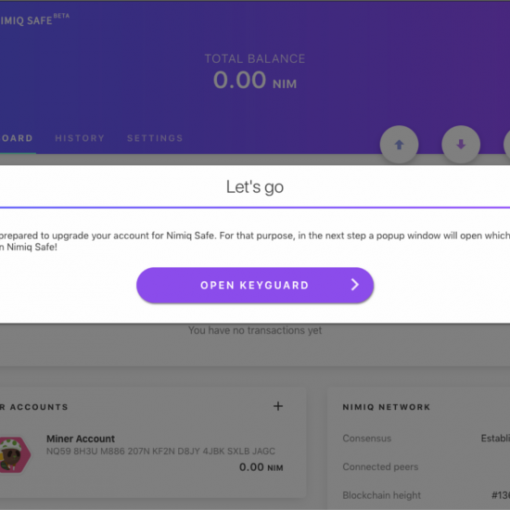 NIMIQ SAFE BETA
TOTAL BALANCE
0.00 NIM
OARD HISTORY SETTINGS
Let's go
prepared to upgrade your account for Nimiq Safe. For that purpose, in the next step a popup window will open which
n Nimiq Safe!
OPEN KEYGUARD
You have no transactions yet
R ACCOUNTS
Miner Account
NQ59 8H3U M8B6 207N KF2N D8JY 4JBK SXLB JAGC
0.00 NIM
NIMIQ NETWORK
Consensus Establi
Connected peers
Blockchain height #136